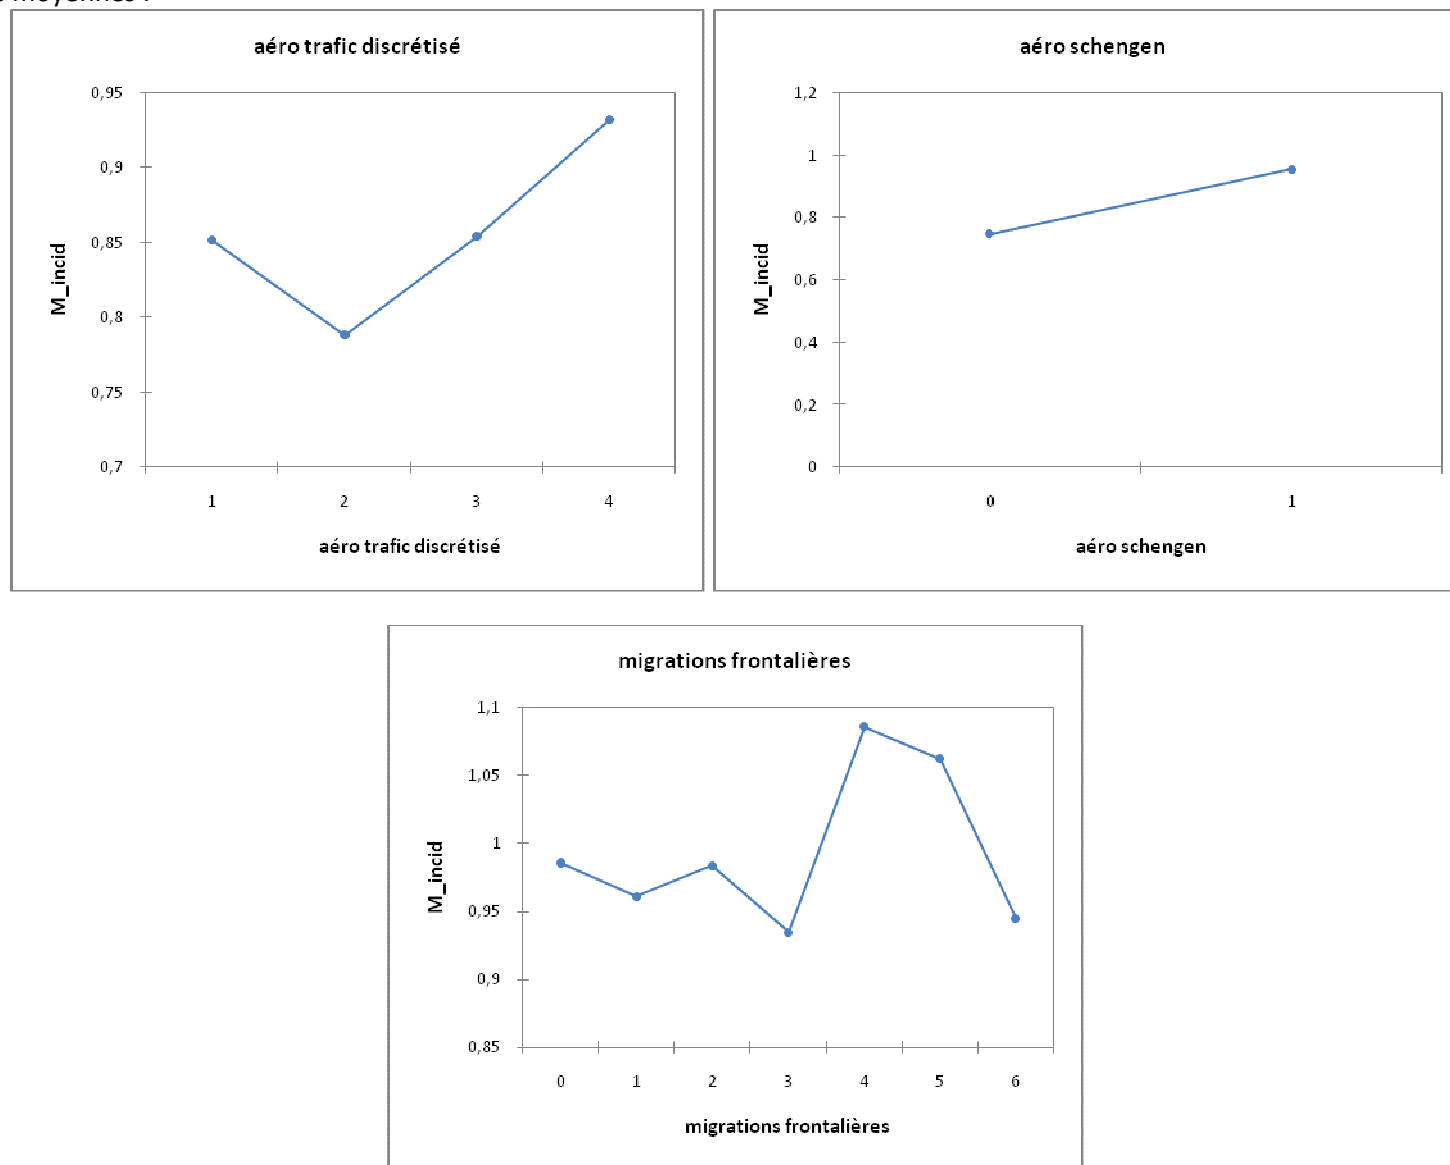 aéro trafic discrétisé
0,95
0,9
0,85
0,8
0,75
0,7
M_incid
1 2 3 4
aéro trafic discrétisé
aéro schengen
1,2
1
0,8
0,6
0,4
0,2
0
M_incid
0 1
aéro schengen
migrations frontalières
1,1
1,05
1
0,95
0,9
0,85
M_incid
0 1 2 3 4 5 6
migrations frontalières